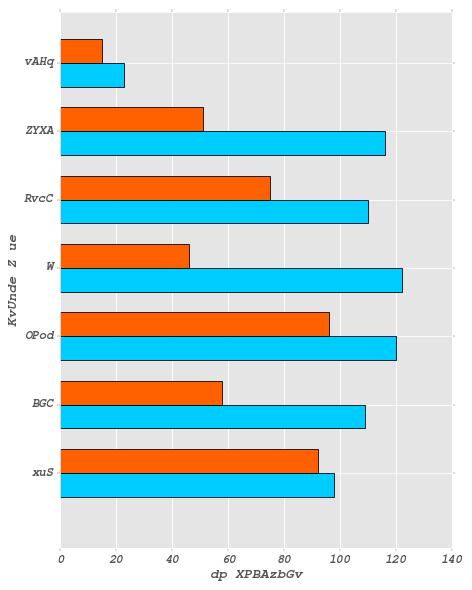 vAHq
ZYXA
RvcC
W
OPod
BGC
xuS
KvUnde Z ue
0 20 40 60 80 100 120 140
dp XPBAzbGv